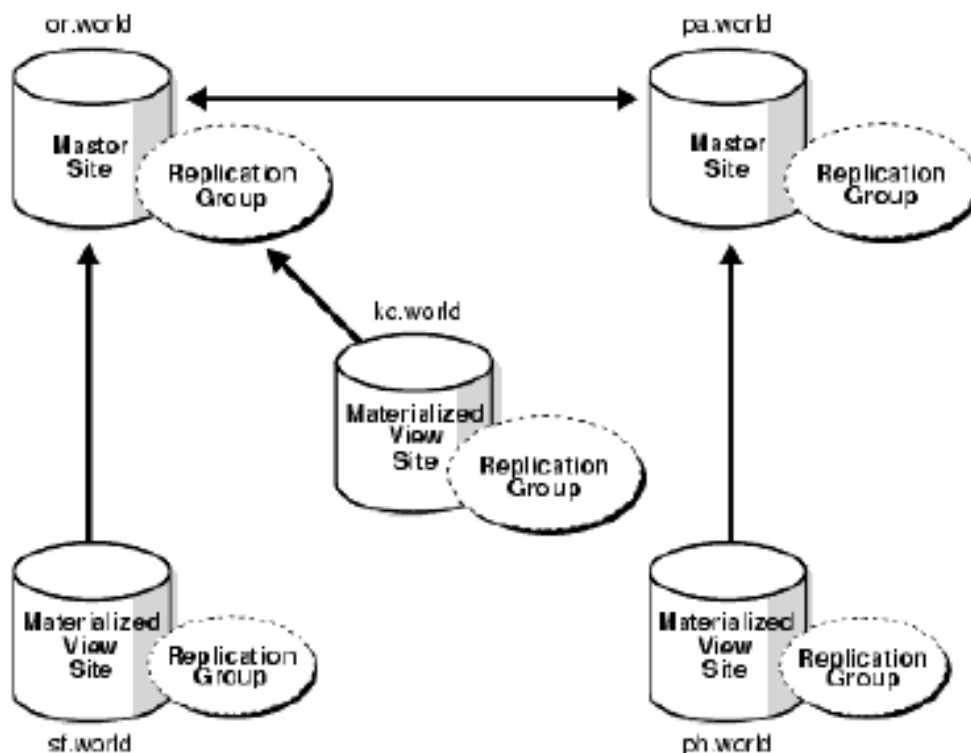 or.world
pa.world
Master
Site
Replication
Group
Master
Site
Replication
Group
kc.world
Materialized
View
Site
Replication
Group
Materialized
View
Site
Replication
Group
Materialized
View
Site
Replication
Group
sf.world
ph.world